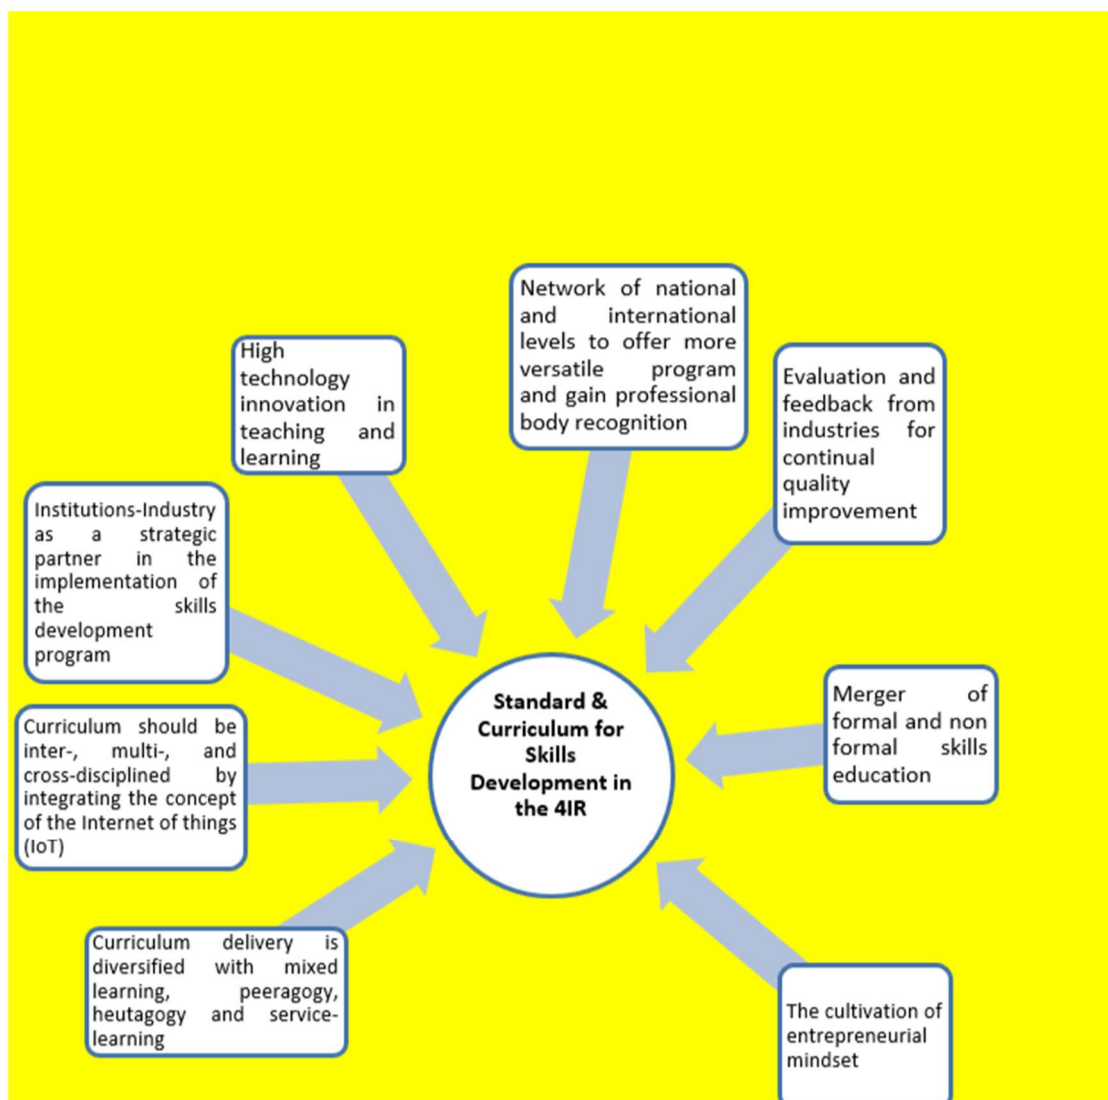 Network of national
and international
levels to offer more
versatile program
and gain professional
body recognition
High
technology
innovation in
teaching and
learning
Evaluation and
feedback from
industries for
continual
quality
improvement
Institutions-Industry
as a strategic
partner in the
implementation of
the skills
development
program
Standard &
Curriculum for
Skills
Development in
the 4IR
Merger of
formal and non
formal skills
education
Curriculum should be
inter-, multi-, and
cross-disciplined by
integrating the concept
of the Internet of things
(IoT)
Curriculum delivery is
diversified with mixed
learning, peeragogy,
heutagogy and service-
learning
The cultivation of
entrepreneurial
mindset